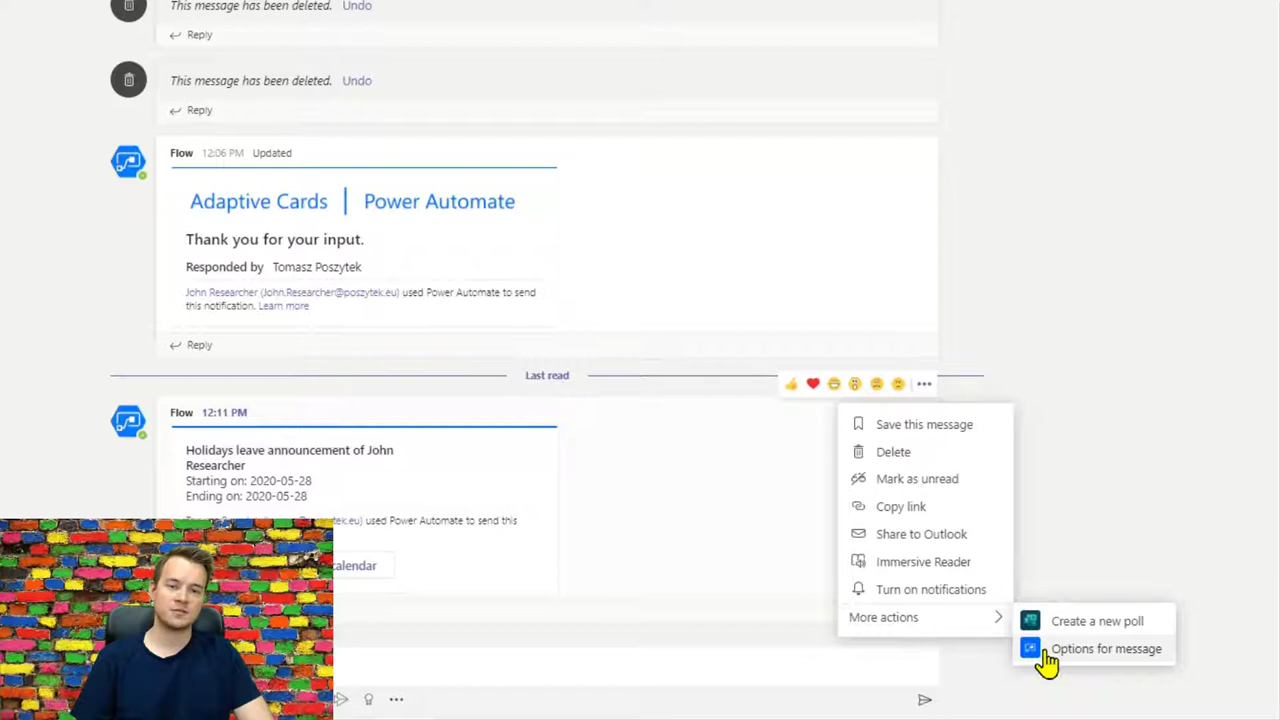 This message has been deleted. Undo
Reply
This message has been deleted. Undo
Reply
Flow 12:06 PM Updated
Adaptive Cards | Power Automate
Thank you for your input.
Responded by Tomasz Poszytek
John Researcher (John.Researcher@poszytek.eu) used Power Automate to send
this notification. Learn more
Reply
Last read
Flow 12:11 PM
Holidays leave announcement of John
Researcher
Starting on: 2020-05-28
Ending on: 2020-05-28
tek.eu) used Power Automate to send this
calendar
Save this message
Delete
Mark as unread
Copy link
Share to Outlook
Immersive Reader
Turn on notifications
More actions
Create a new poll
Options for message